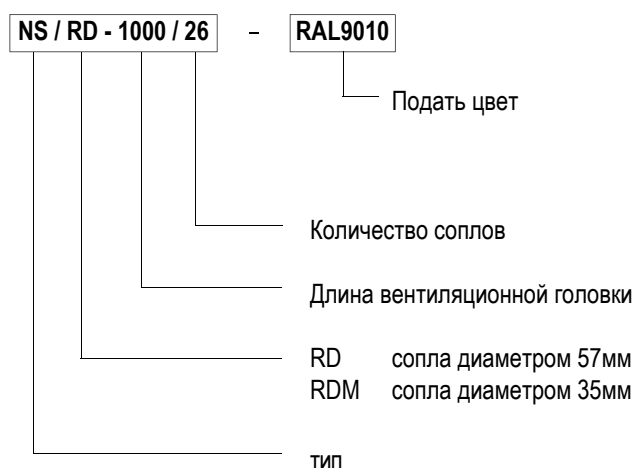 NS / RD - 1000 / 26 - RAL9010
Подать цвет
Количество соплов
Длина вентиляционной головки
RD сопла диаметром 57мм
RDM сопла диаметром 35мм
тип